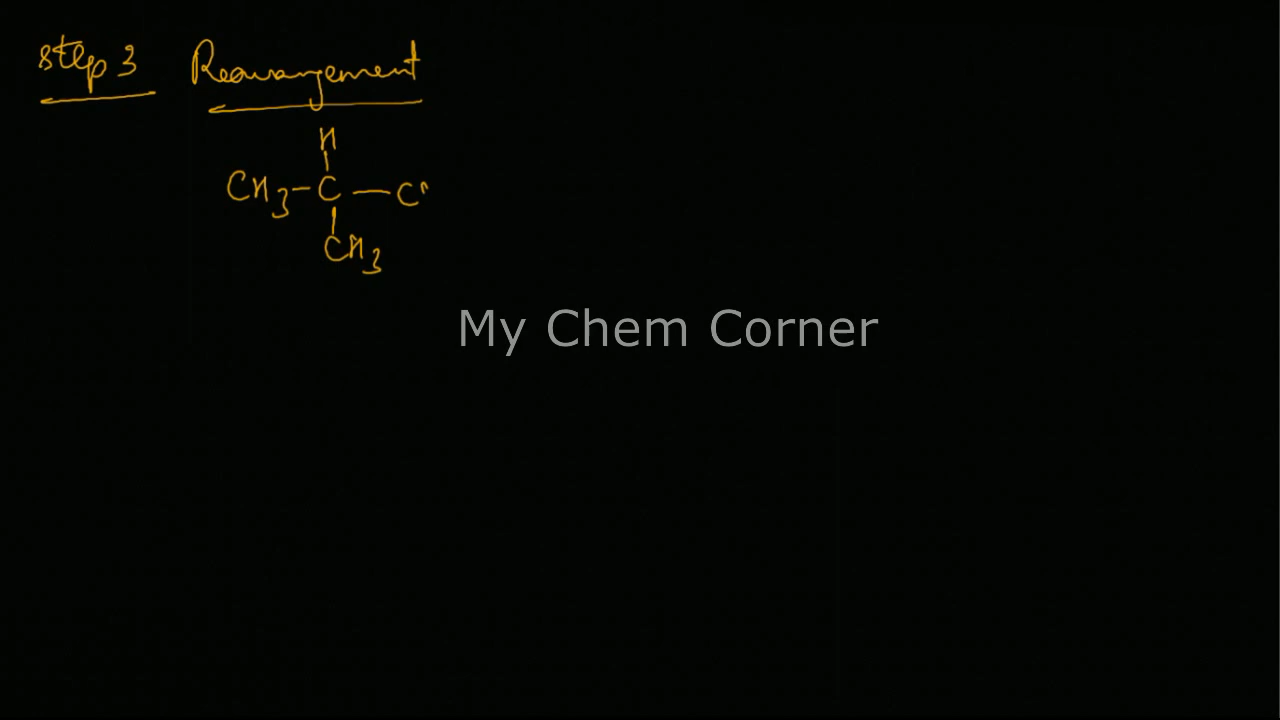 step 3 Rearrangement
H
CH3-C-C
CH3
My Chem Corner